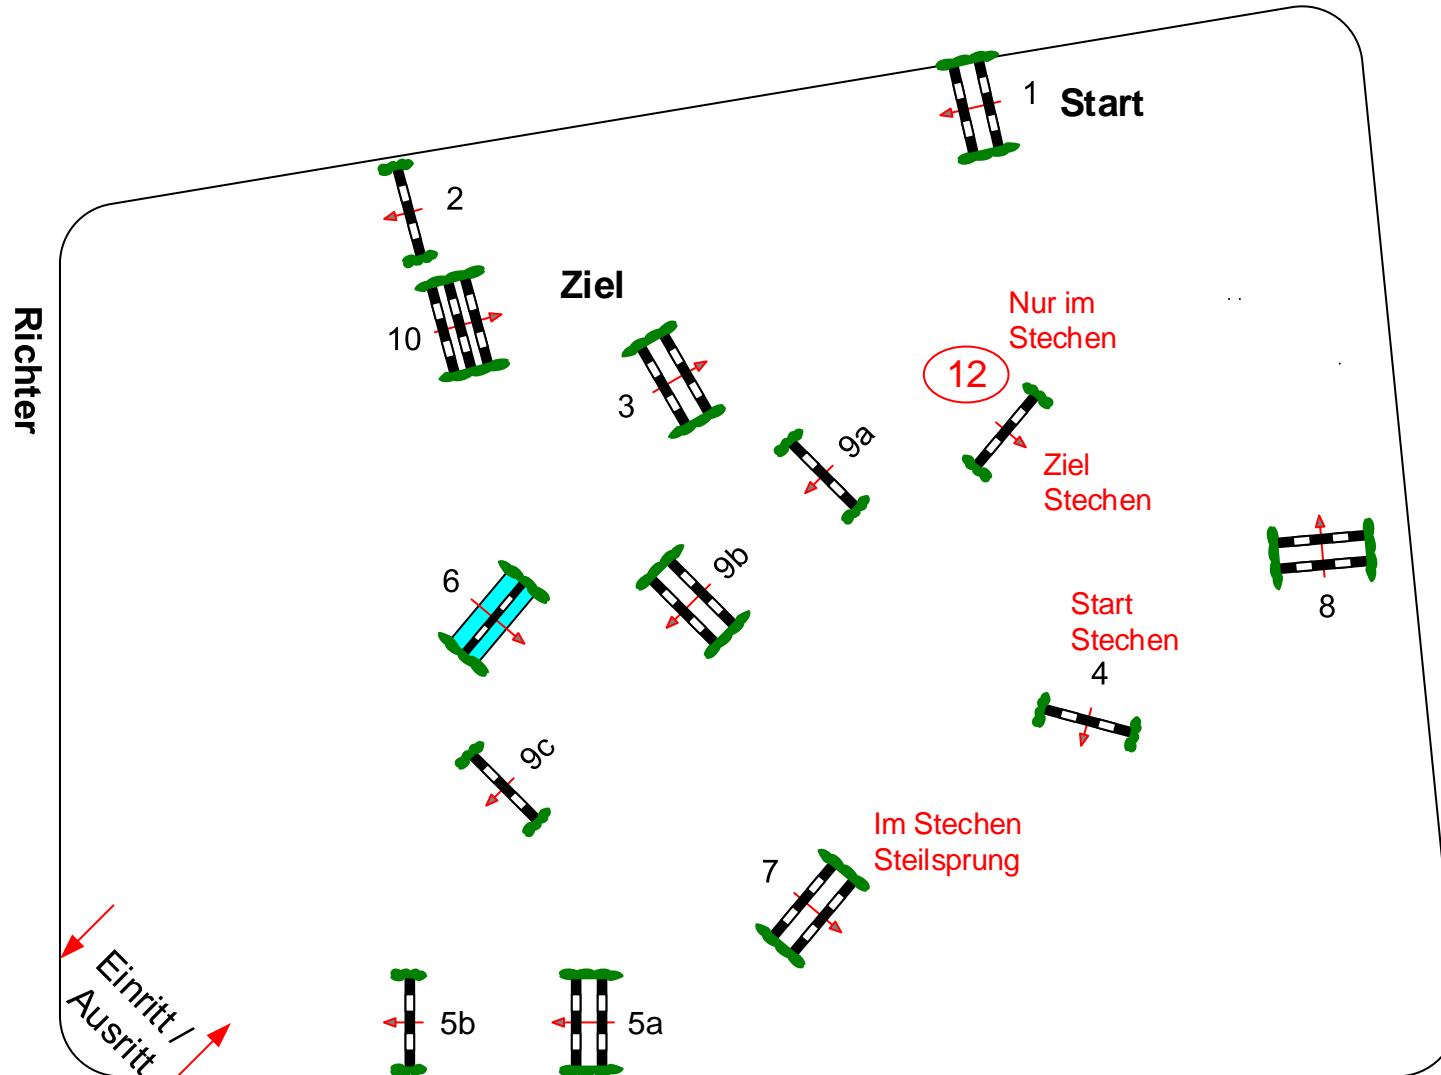 1
Start
2
Ziel
10
3
Richter
Nur im
Stechen
12
9a
Ziel
Stechen
6
9b
8
Start
Stechen
4
9c
Im Stechen
Steilsprung
7
Einritt /
Ausritt
5b
5a